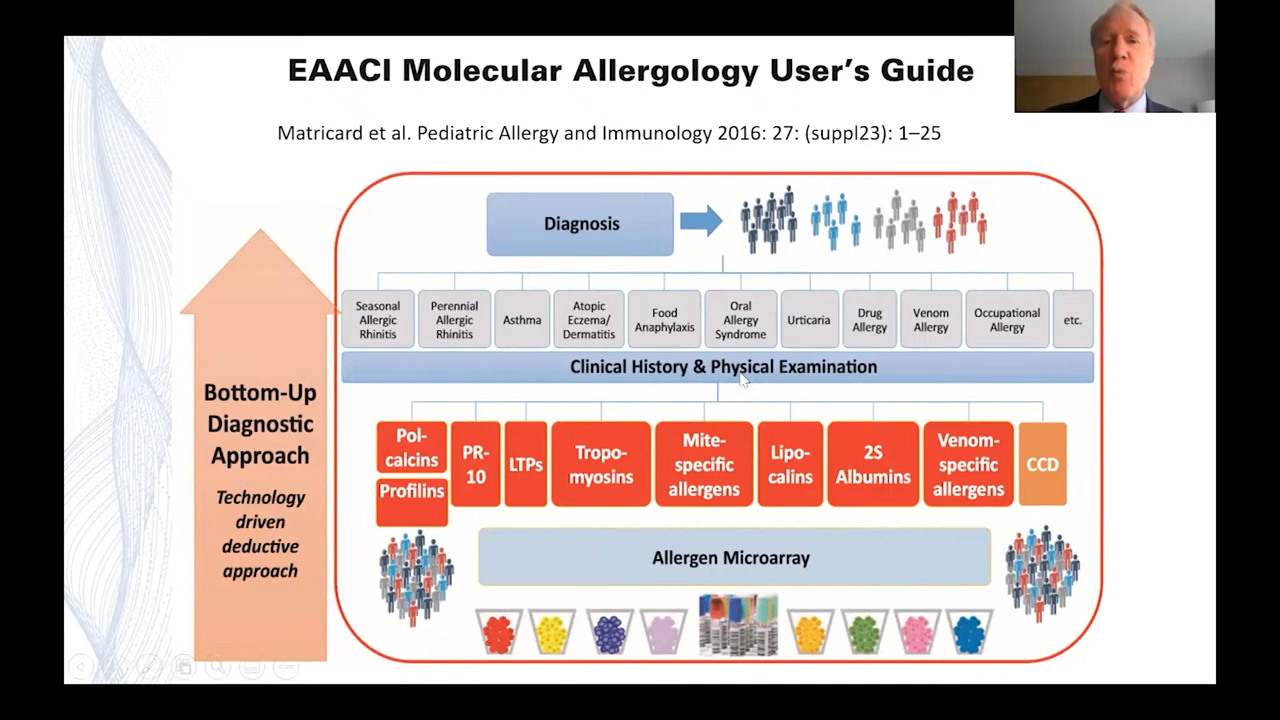 EAACI Molecular Allergology User's Guide
Matricard et al. Pediatric Allergy and Immunology 2016: 27: (suppl23): 1–25
Diagnosis
Seasonal
Allergic
Rhinitis
Perennial
Allergic
Rhinitis
Asthma
Atopic
Eczema/
Dermatitis
Food
Anaphylaxis
Oral
Allergy
Syndrome
Urticaria
Drug
Allergy
Venom
Allergy
Occupational
Allergy
etc.
Clinical History & Physical Examination
Bottom-Up
Diagnostic
Approach
Technology
driven
deductive
approach
Pol-
calcins
Profilins
PR-
10
LTPs
Tropo-
myosins
Mite-
specific
allergens
Lipo-
calins
2S
Albumins
Venom-
specific
allergens
CCD
Allergen Microarray